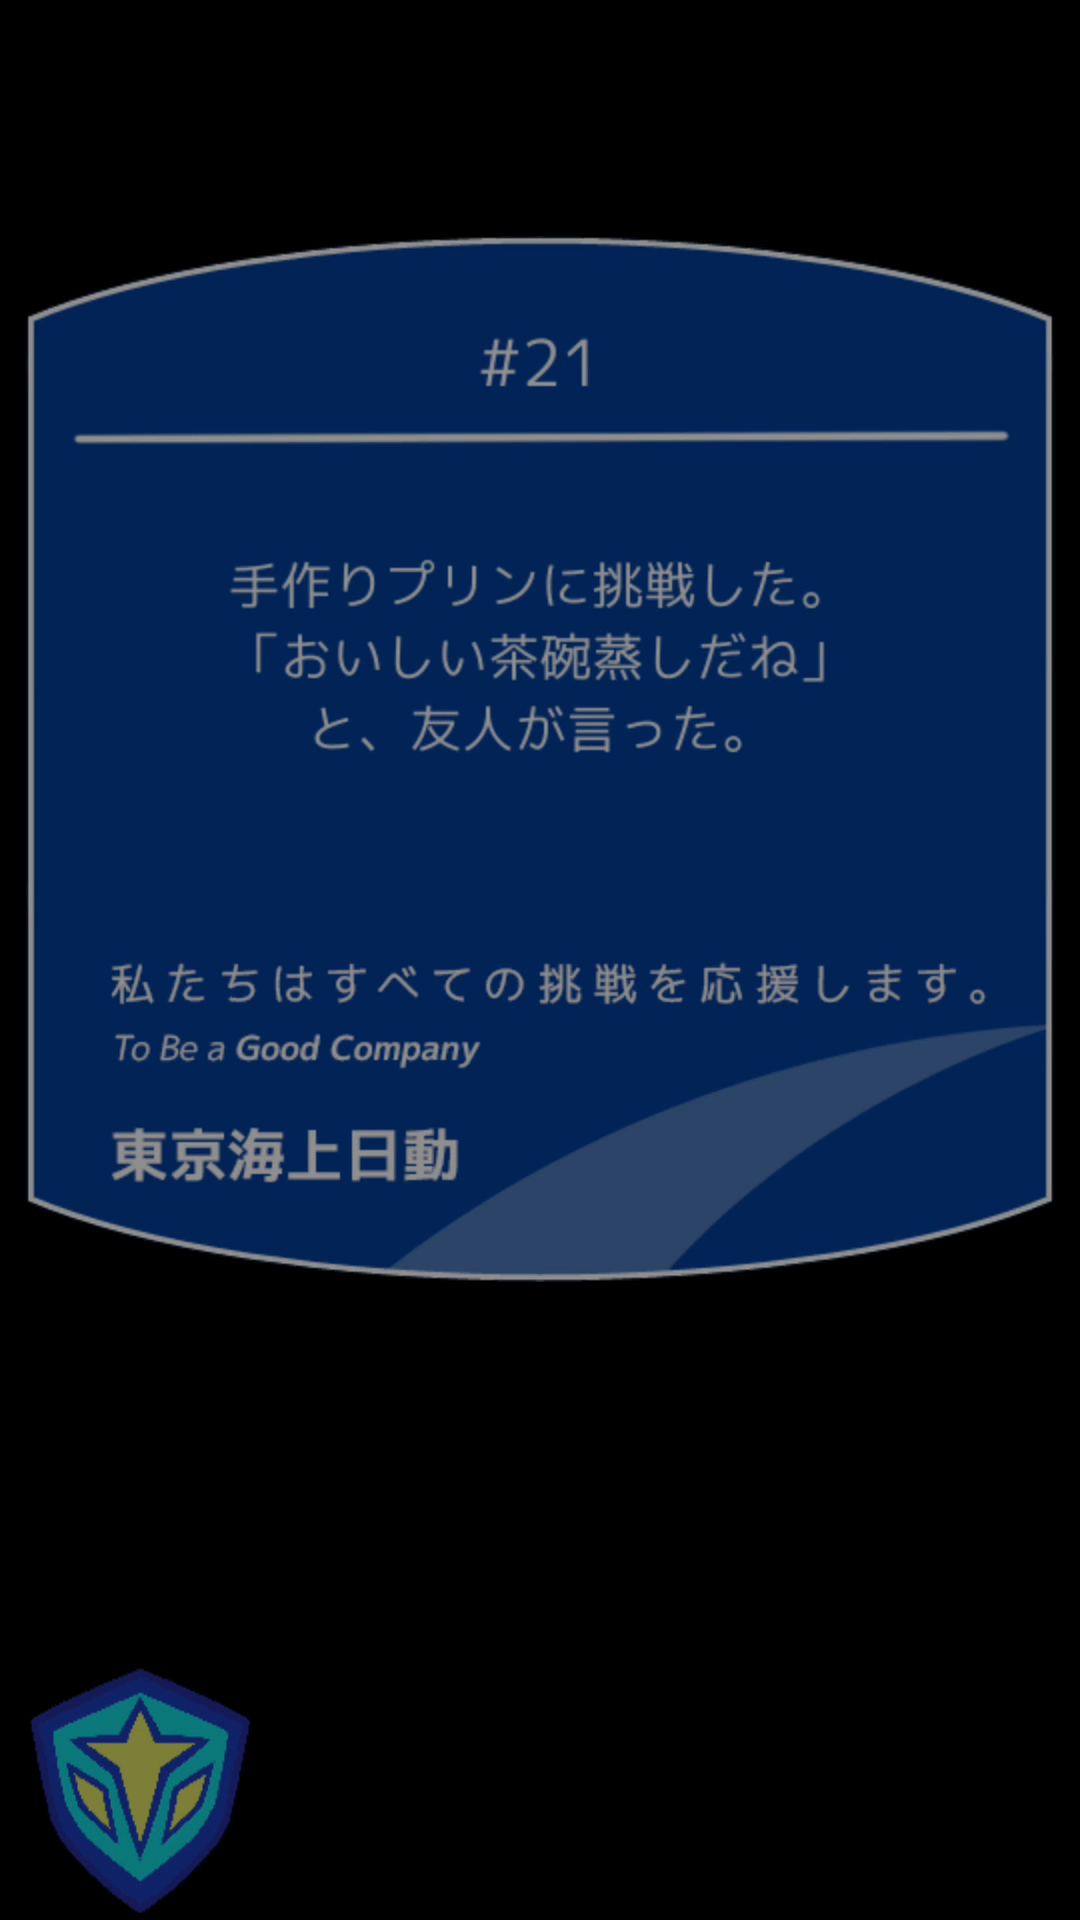 #21
手作りプリンに挑戦した。
「おいしい茶碗蒸しだね」
と、友人が言った。
私たちはすべての挑戦を応援します。
To Be a Good Company
東京海上日動